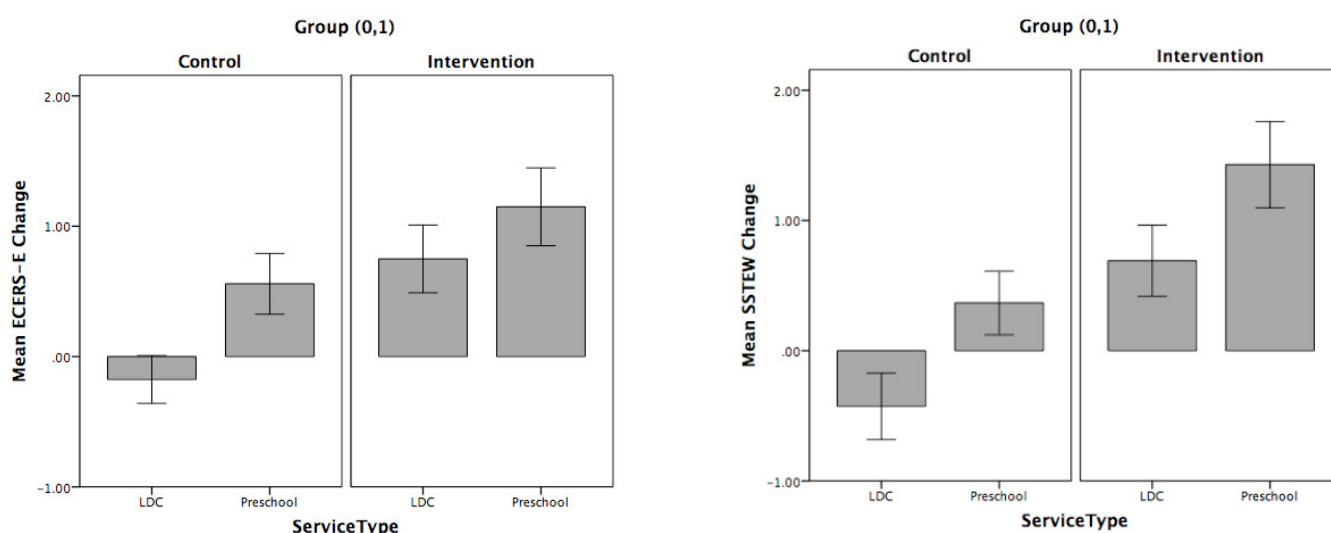 Group (0,1)
Control Intervention
2.00
1.00
.00
-1.00
Mean ECERS-E Change
LDC Preschool LDC Preschool
ServiceType
Group (0,1)
Control Intervention
2.00
1.00
.00
-1.00
Mean SSTEW Change
LDC Preschool LDC Preschool
ServiceType